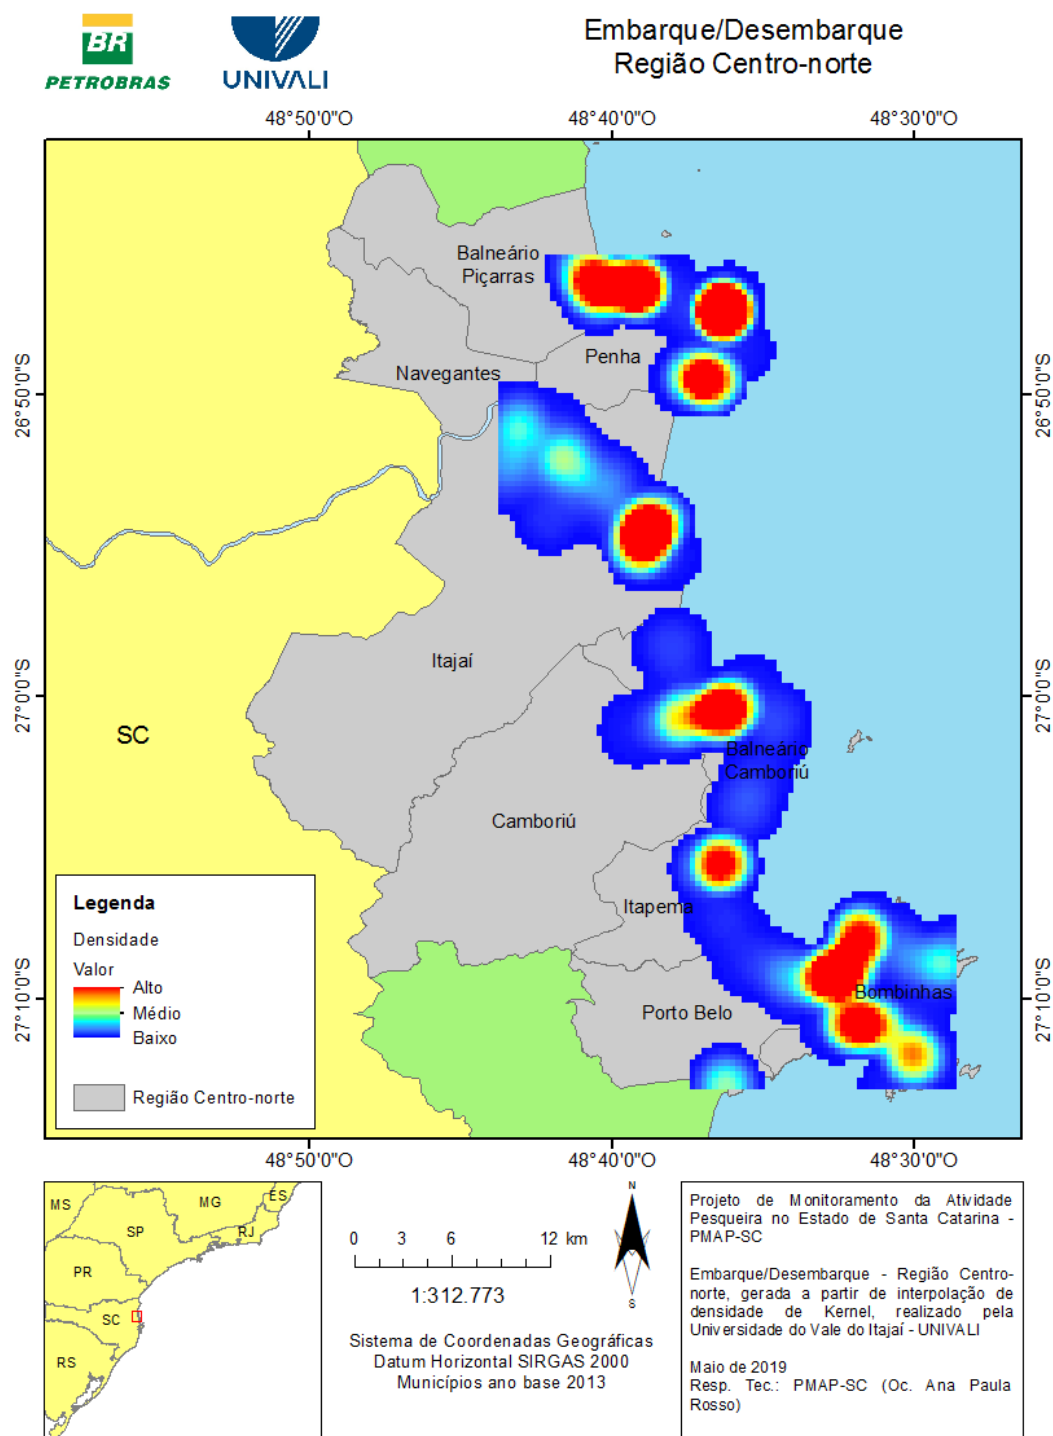 BR
PETROBRAS
UNIVALI
Embarque/Desembarque
Região Centro-norte
48°50'0"O
48°40'0"O
48°30'0"O
26°50'0"S
26°50'0"S
27°0'0"S
27°0'0"S
27°10'0"S
27°10'0"S
Balneário
Piçarras
Penha
Navegantes
Itajaí
SC
Balneário
Camboriú
Camboriú
Itapema
Bombinhas
Porto Belo
Legenda
Densidade
Valor
Alto
Médio
Baixo
Região Centro-norte
48°50'0"O
48°40'0"O
48°30'0"O
MS
MG
ES
SP
RJ
PR
SC
RS
0 3 6 12 km
1:312.773
N
S
Sistema de Coordenadas Geográficas
Datum Horizontal SIRGAS 2000
Municípios ano base 2013
Projeto de Monitoramento da Atividade
Pesqueira no Estado de Santa Catarina -
PMAP-SC
Embarque/Desembarque - Região Centro-
norte, gerada a partir de interpolação de
densidade de Kernel, realizado pela
Universidade do Vale do Itajaí - UNIVALI
Maio de 2019
Resp. Tec.: PMAP-SC (Oc. Ana Paula
Rosso)